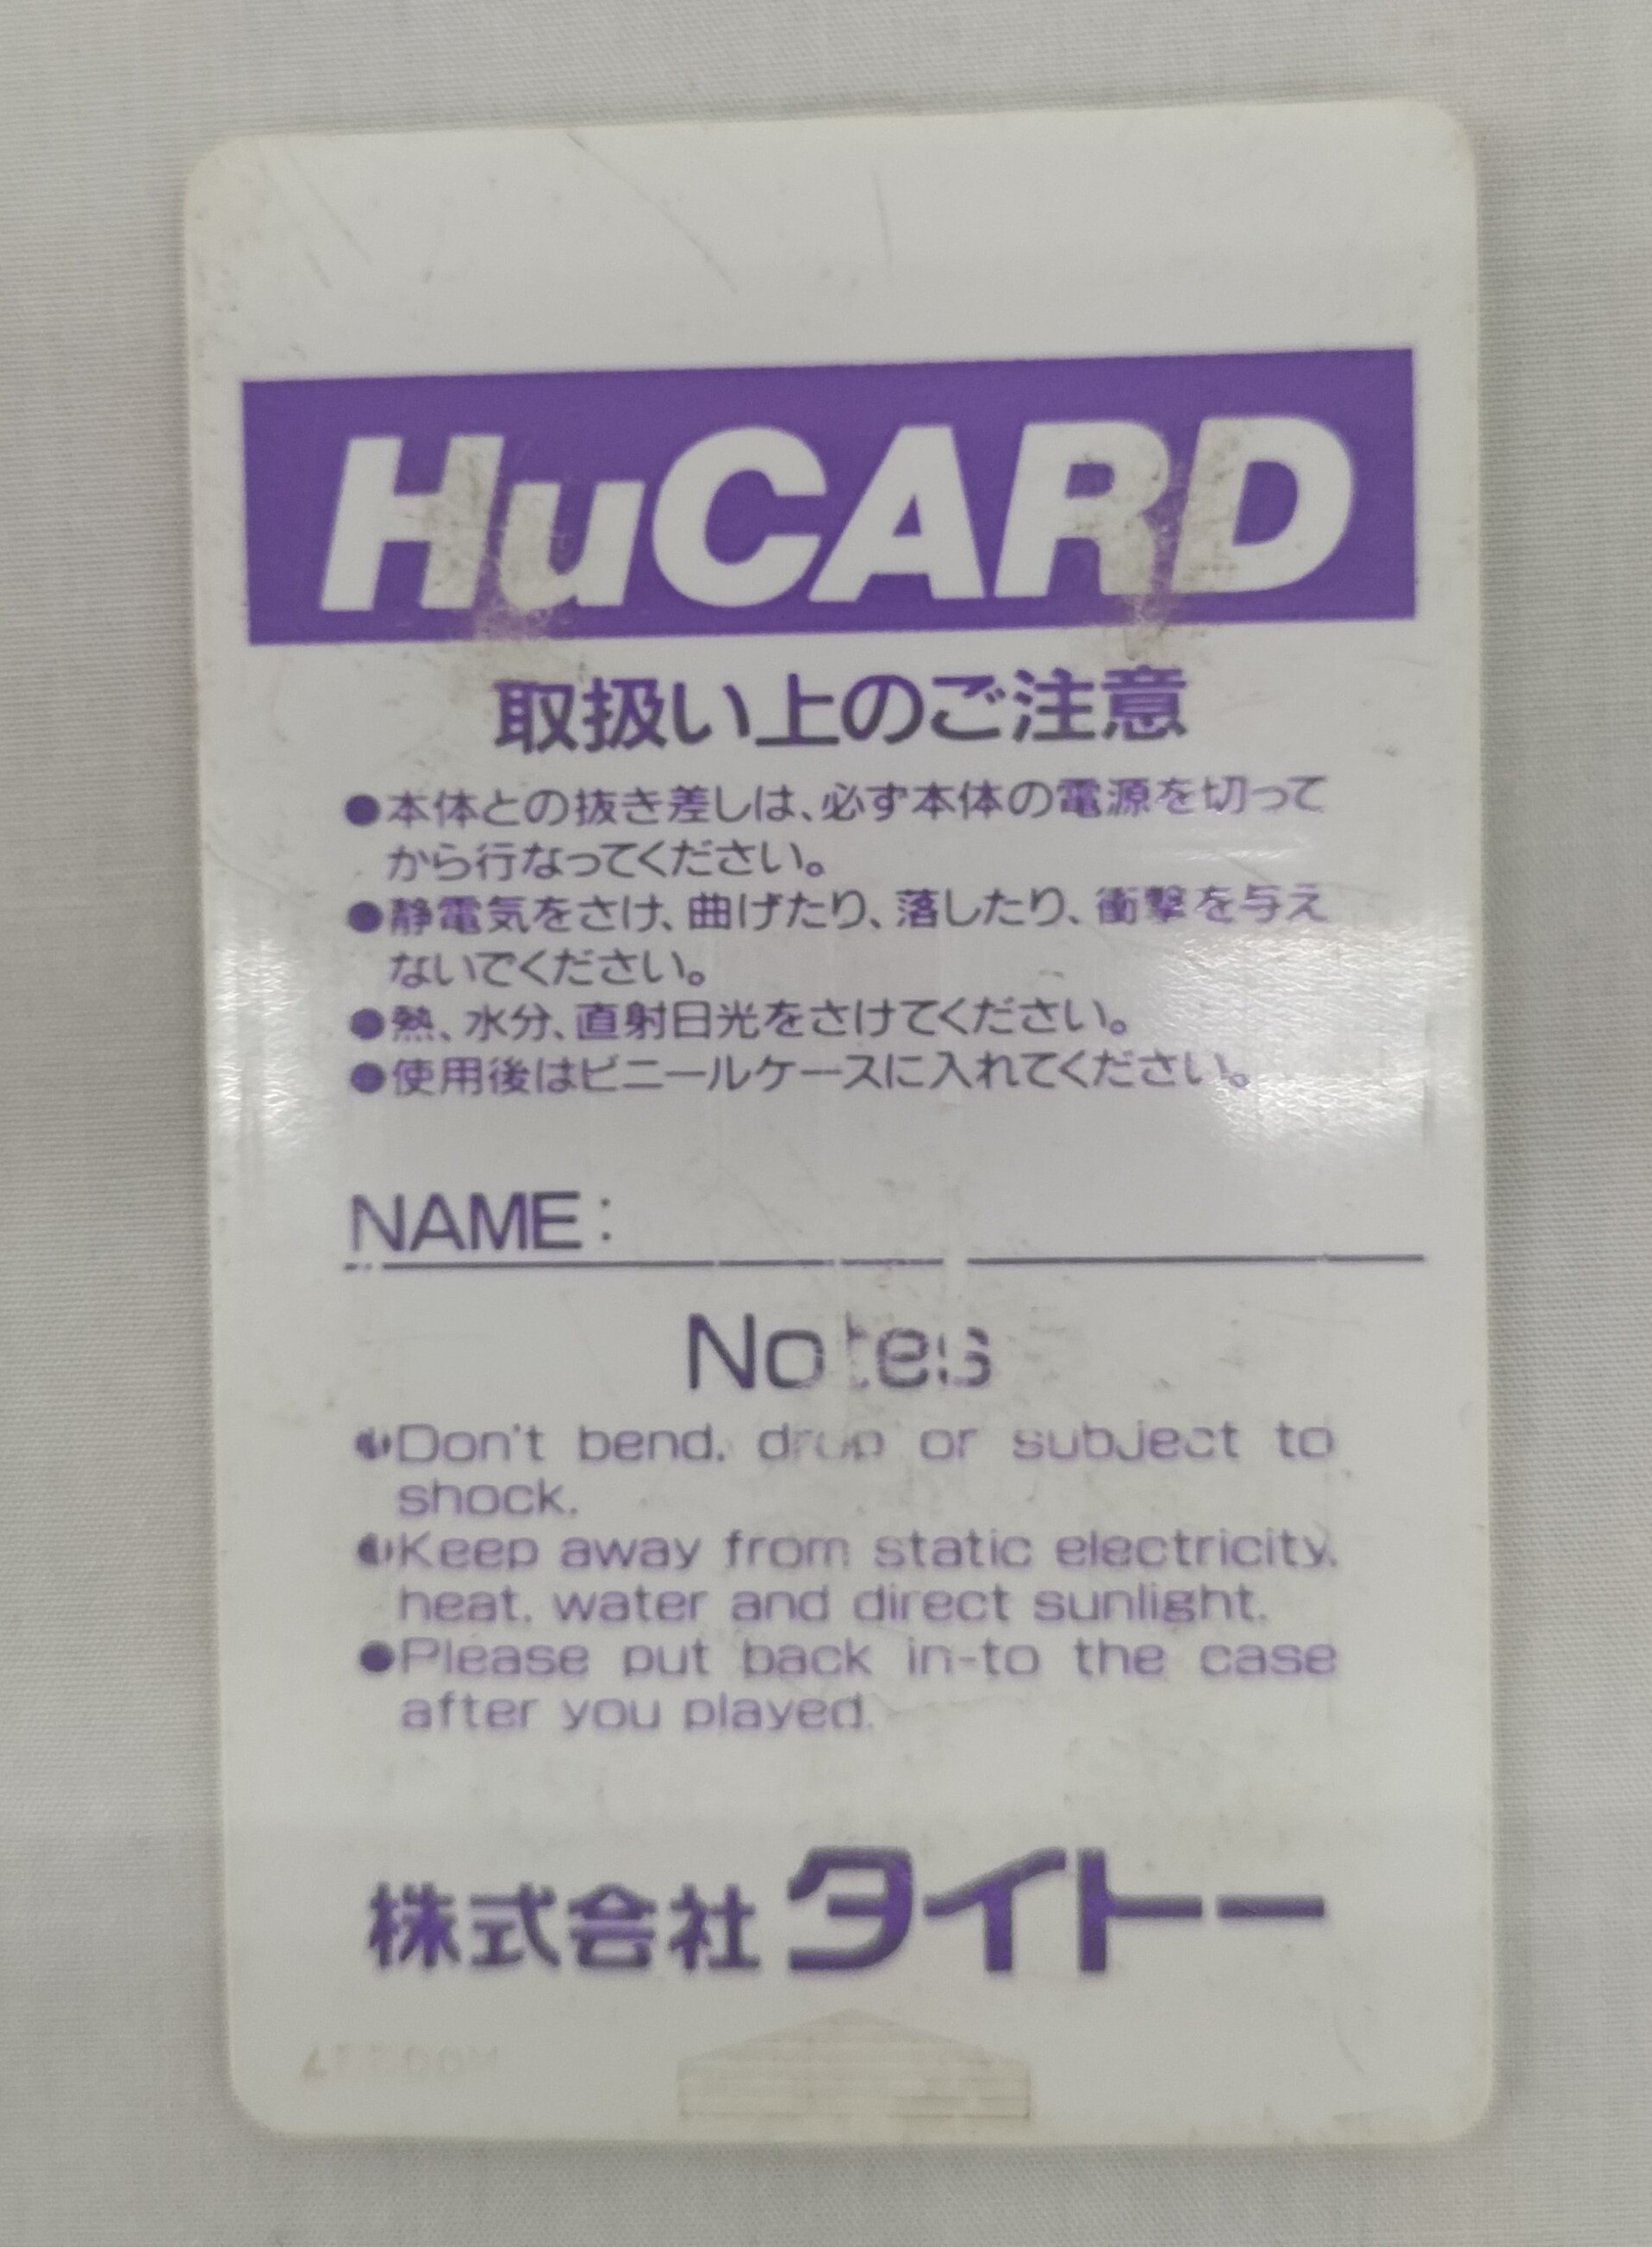 HuCARD
取扱い上のご注意
●本体との抜き差しは、必ず本体の電源を切って
から行なってください。
●静電気をさけ、曲げたり、落したり、衝撃を与え
ないでください。
●熱、水分、直射日光をさけてください。
●使用後はビニールケースに入れてください。
NAME:
Notes
●Don't bend, drop or subject to
shock.
●Keep away from static electricity,
heat, water and direct sunlight.
●Please put back in-to the case
after you played.
株式会社タイトー